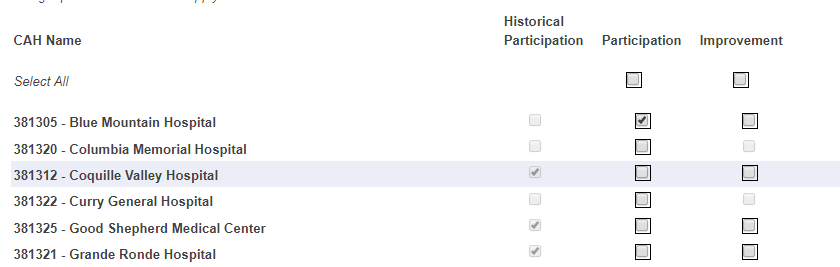 Historical
CAH Name Participation Participation Improvement
Select All
381305 - Blue Mountain Hospital
381320 - Columbia Memorial Hospital
381312 - Coquille Valley Hospital
381322 - Curry General Hospital
381325 - Good Shepherd Medical Center
381321 - Grande Ronde Hospital